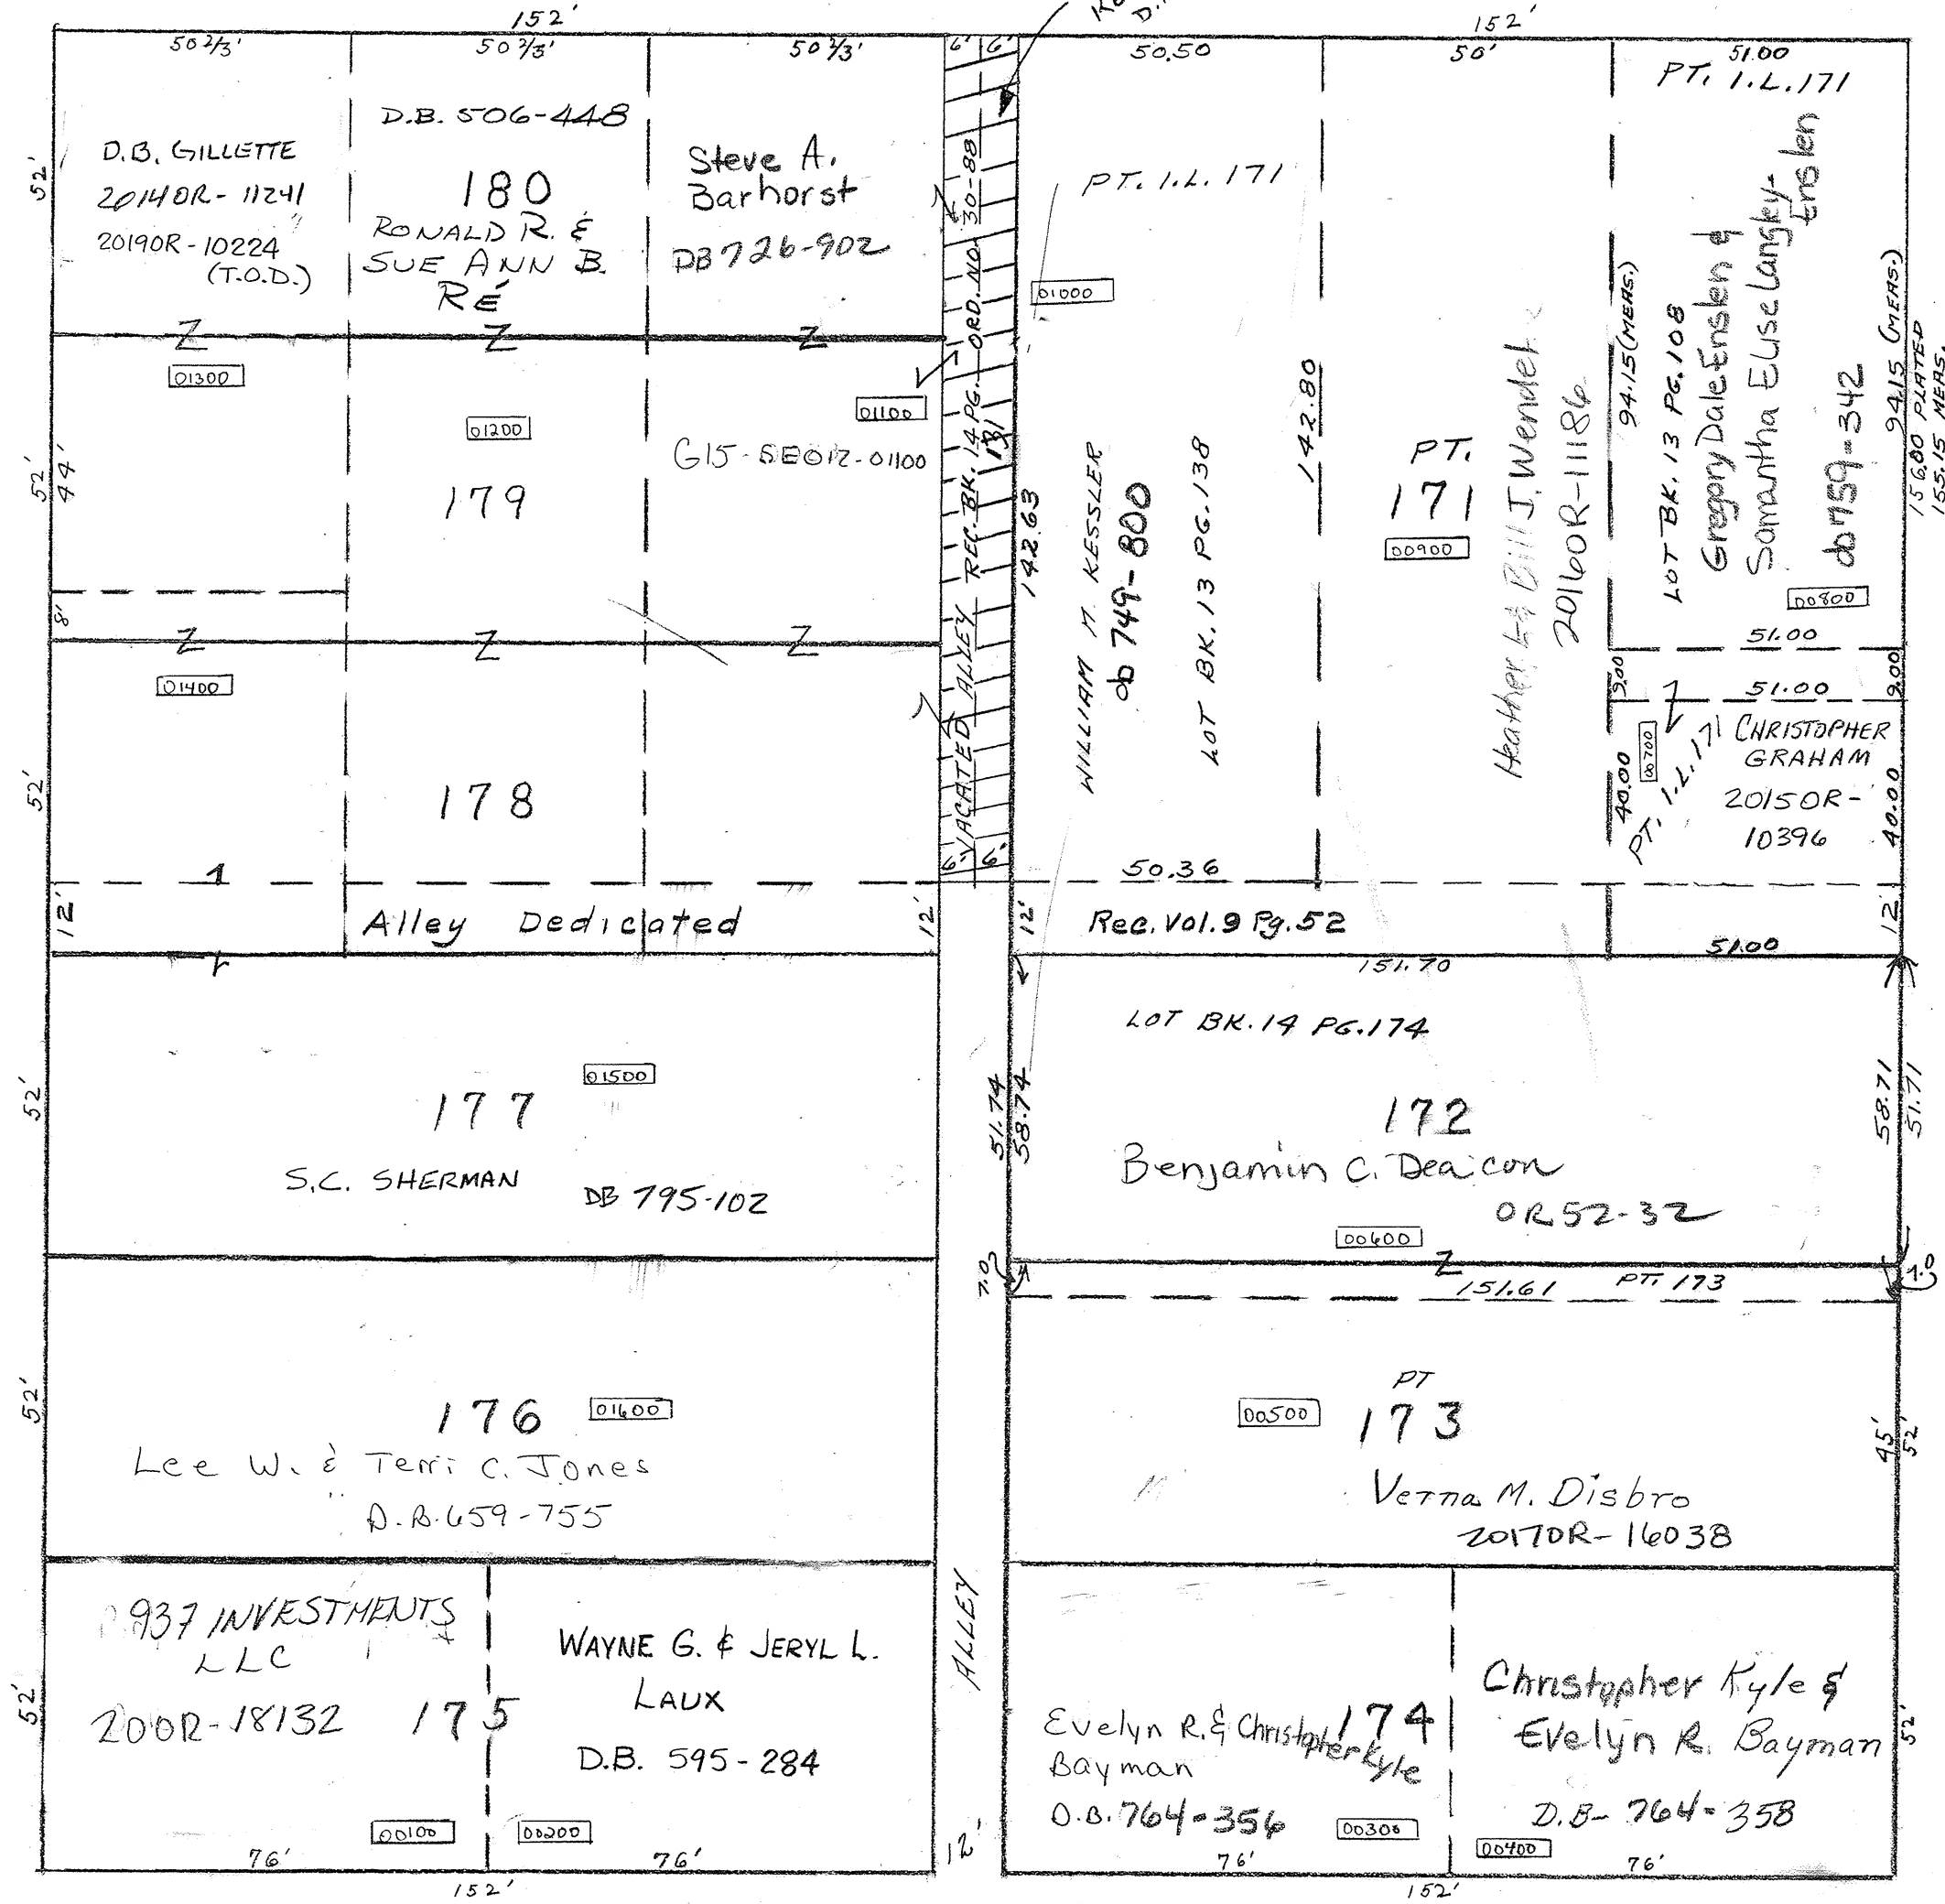 152'
50 2/3'
50 2/3'
50 2/3'
6' 6'
152'
50.50
50'
51.00
52'
D.B. GILLETTE
2014OR-11241
2019OR-10224
(T.O.D.)
D.B. 506-448
180
RONALD R. &
SUE ANN B.
RÉ
Steve A.
Barhorst
DB 726-902
01300
01200
01100
G15-SE012-01100
52'
44'
8'
179
01400
52'
178
VACATED ALLEY REC. BK. 14 PG. 131 ORD. NO. 30-88
6' 6'
PT. I.L. 171
01000
142.63
WILLIAM M. KESSLER
db 749-800
LOT BK. 13 PG. 138
142.80
50.36
PT.
171
00900
Bill J. Wendel
2016OR-11186
PT. I.L. 171
94.15 (MEAS.)
LOT BK. 13 PG. 108
Gregory Dale Enslen &
Samantha Elise Langley-
Enslen
db 759-342
94.15 (MEAS.)
156.00 PLATED
155.15 MEAS.
00800
51.00
9.00
51.00
9.00
40.00
00700
PT. I.L. 171
CHRISTOPHER
GRAHAM
2015OR-
10396
40.00
12'
Alley Dedicated
12'
12'
Rec. Vol. 9 Pg. 52
51.00
12'
52'
177
01500
S.C. SHERMAN
DB 795-102
151.70
LOT BK. 14 PG. 174
51.74
58.74
172
Benjamin C. Deacon
OR 52-32
00600
58.71
51.71
7.0
151.61
PT. 173
7.0
52'
176
01600
Lee W. & Terri C. Jones
D.B. 659-755
PT
173
00500
Verna M. Disbro
2017OR-16038
45'
52'
52'
937 INVESTMENTS
LLC
200R-18132
175
00100
76'
WAYNE G. & JERYL L.
LAUX
D.B. 595-284
00200
76'
152'
ALLEY
12'
Evelyn R. & Christopher Kyle
Bayman
D.B. 764-356
174
00300
76'
Christopher Kyle &
Evelyn R. Bayman
D.B- 764-358
00400
76'
52'
152'